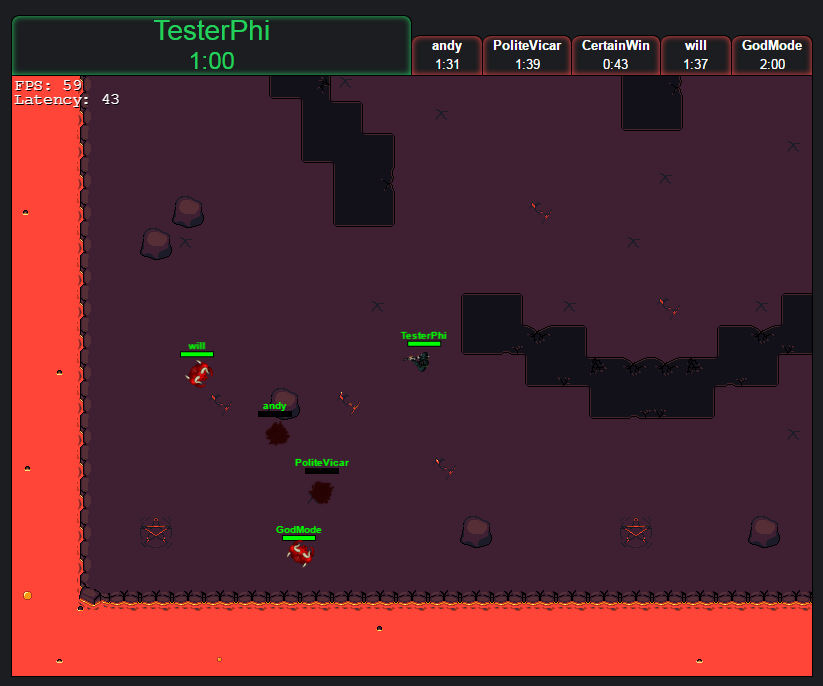 TesterPhi
1:00
andy
1:31
PoliteVicar
1:39
CertainWin
0:43
will
1:37
GodMode
2:00
FPS: 59
Latency: 43
TesterPhi
will
andy
PoliteVicar
GodMode